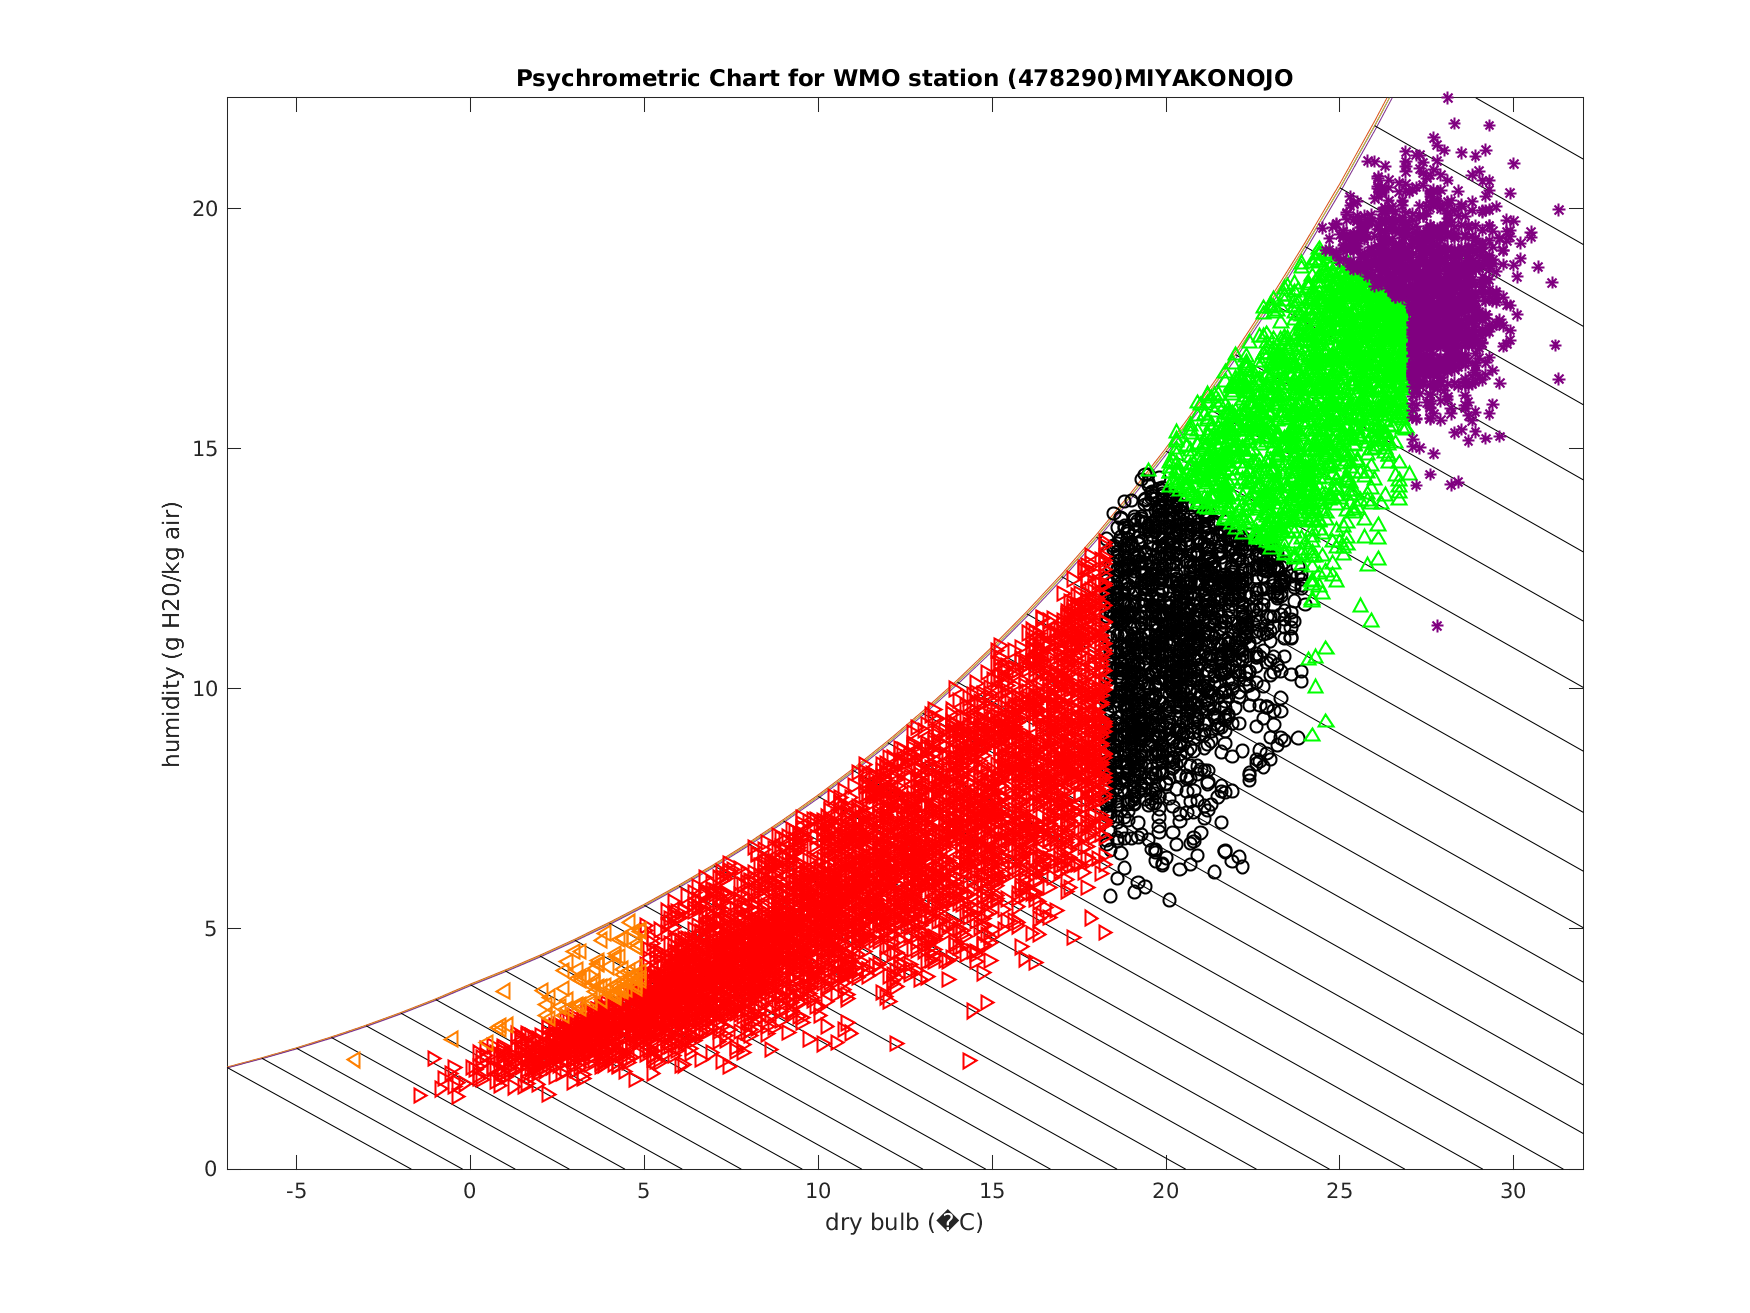 Psychrometric Chart for WMO station (478290)MIYAKONOJO
humidity (g H20/kg air)
20
15
10
5
0
-5 0 5 10 15 20 25 30
dry bulb (�C)